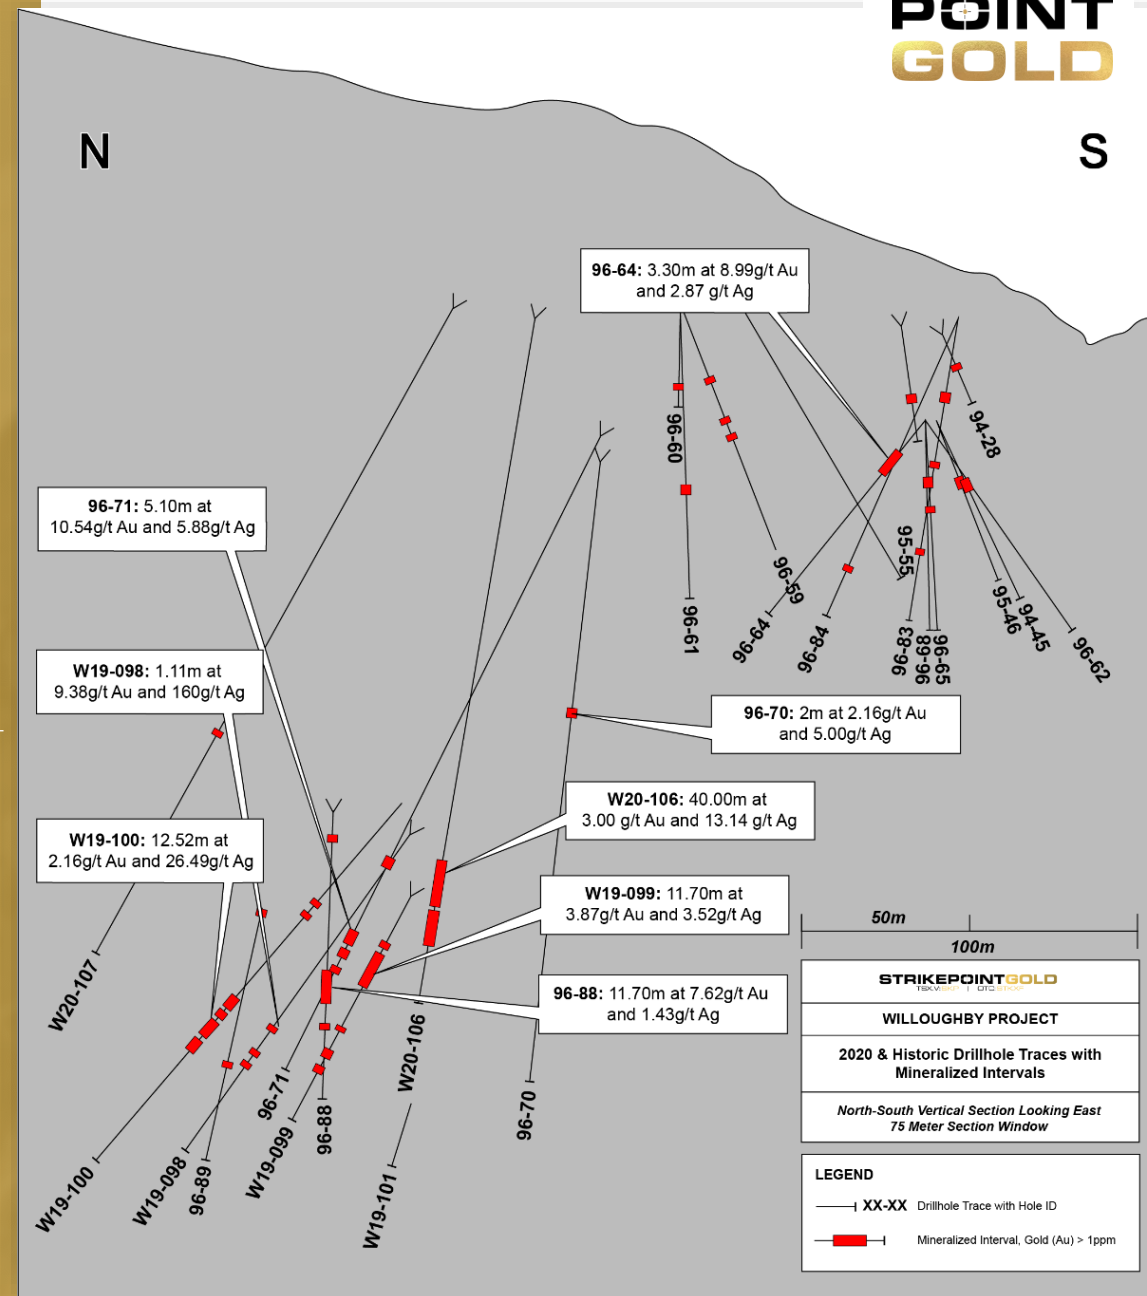 POINT
GOLD
N
S
96-64: 3.30m at 8.99g/t Au
and 2.87 g/t Ag
96-60
96-61
96-59
96-64
96-84
95-55
96-83
96-68
96-65
94-28
95-46
94-45
96-62
96-71: 5.10m at
10.54g/t Au and 5.88g/t Ag
W19-098: 1.11m at
9.38g/t Au and 160g/t Ag
96-70: 2m at 2.16g/t Au
and 5.00g/t Ag
W20-106: 40.00m at
3.00 g/t Au and 13.14 g/t Ag
W19-100: 12.52m at
2.16g/t Au and 26.49g/t Ag
W19-099: 11.70m at
3.87g/t Au and 3.52g/t Ag
96-88: 11.70m at 7.62g/t Au
and 1.43g/t Ag
W20-107
W19-100
W19-098
96-89
96-71
W19-099
96-88
W20-106
W19-101
96-70
50m
100m
STRIKEPOINTGOLD
WILLOUGHBY PROJECT
2020 & Historic Drillhole Traces with
Mineralized Intervals
North-South Vertical Section Looking East
75 Meter Section Window
LEGEND
XX-XX Drillhole Trace with Hole ID
Mineralized Interval, Gold (Au) > 1ppm